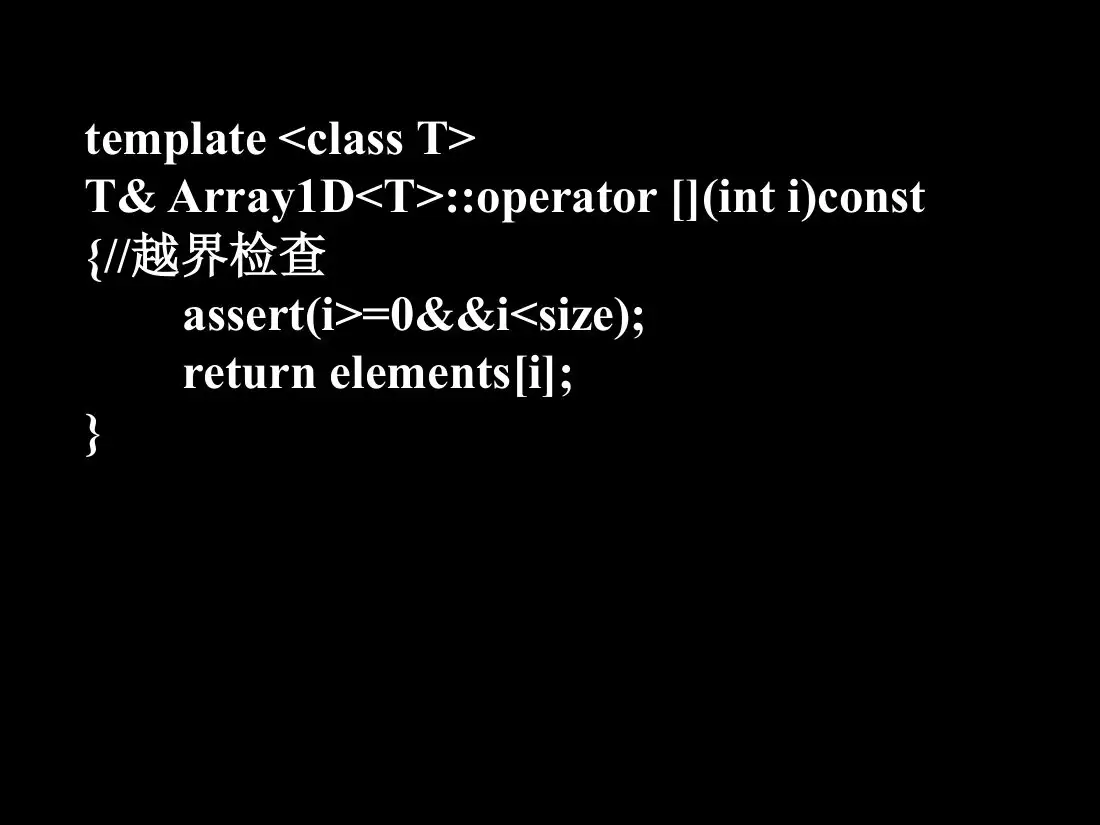 template <class T>
T& Array1D<T>::operator [](int i)const
{//越界检查
assert(i>=0&&i<size);
return elements[i];
}